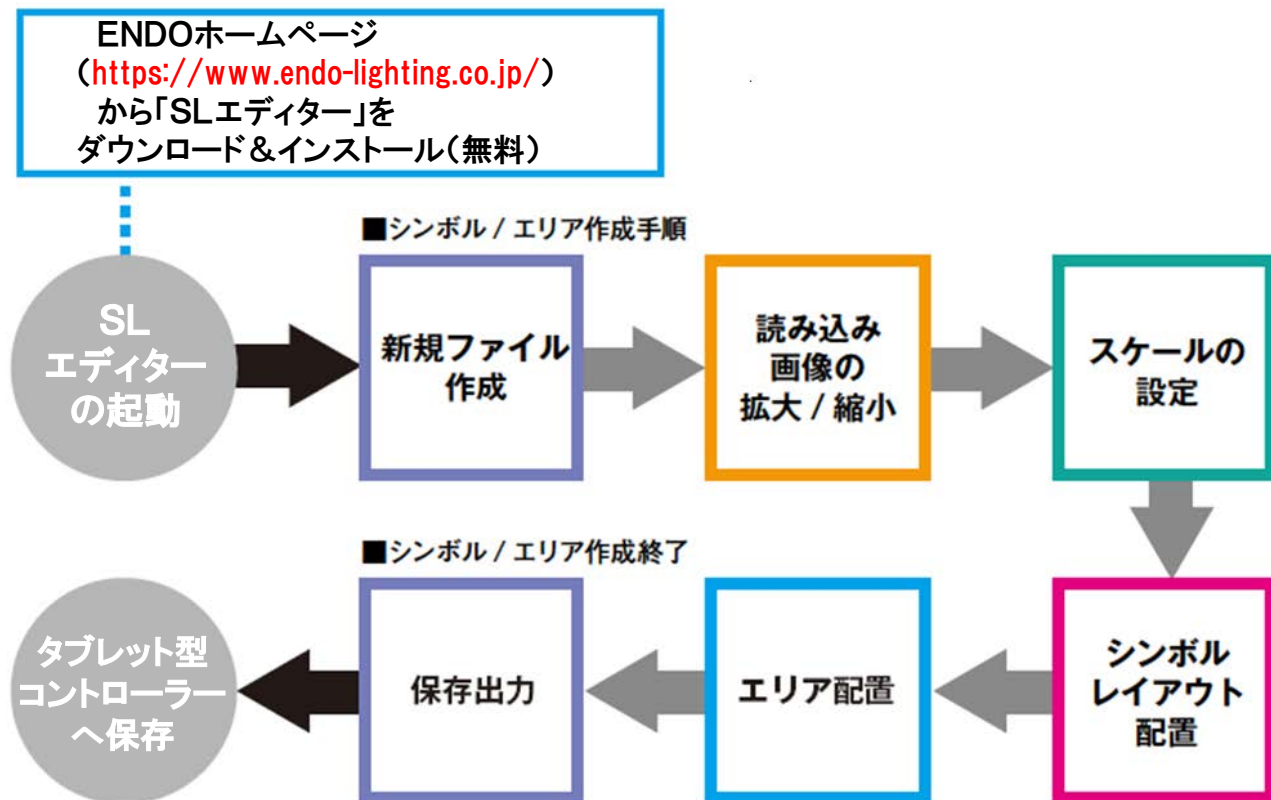 ENDOホームページ
（https://www.endo-lighting.co.jp/）
から「SLエディター」を
ダウンロード＆インストール（無料）
■シンボル / エリア作成手順
SL
エディター
の起動
新規ファイル
作成
読み込み
画像の
拡大 / 縮小
スケールの
設定
■シンボル / エリア作成終了
シンボル
レイアウト
配置
エリア配置
保存出力
タブレット型
コントローラー
へ保存